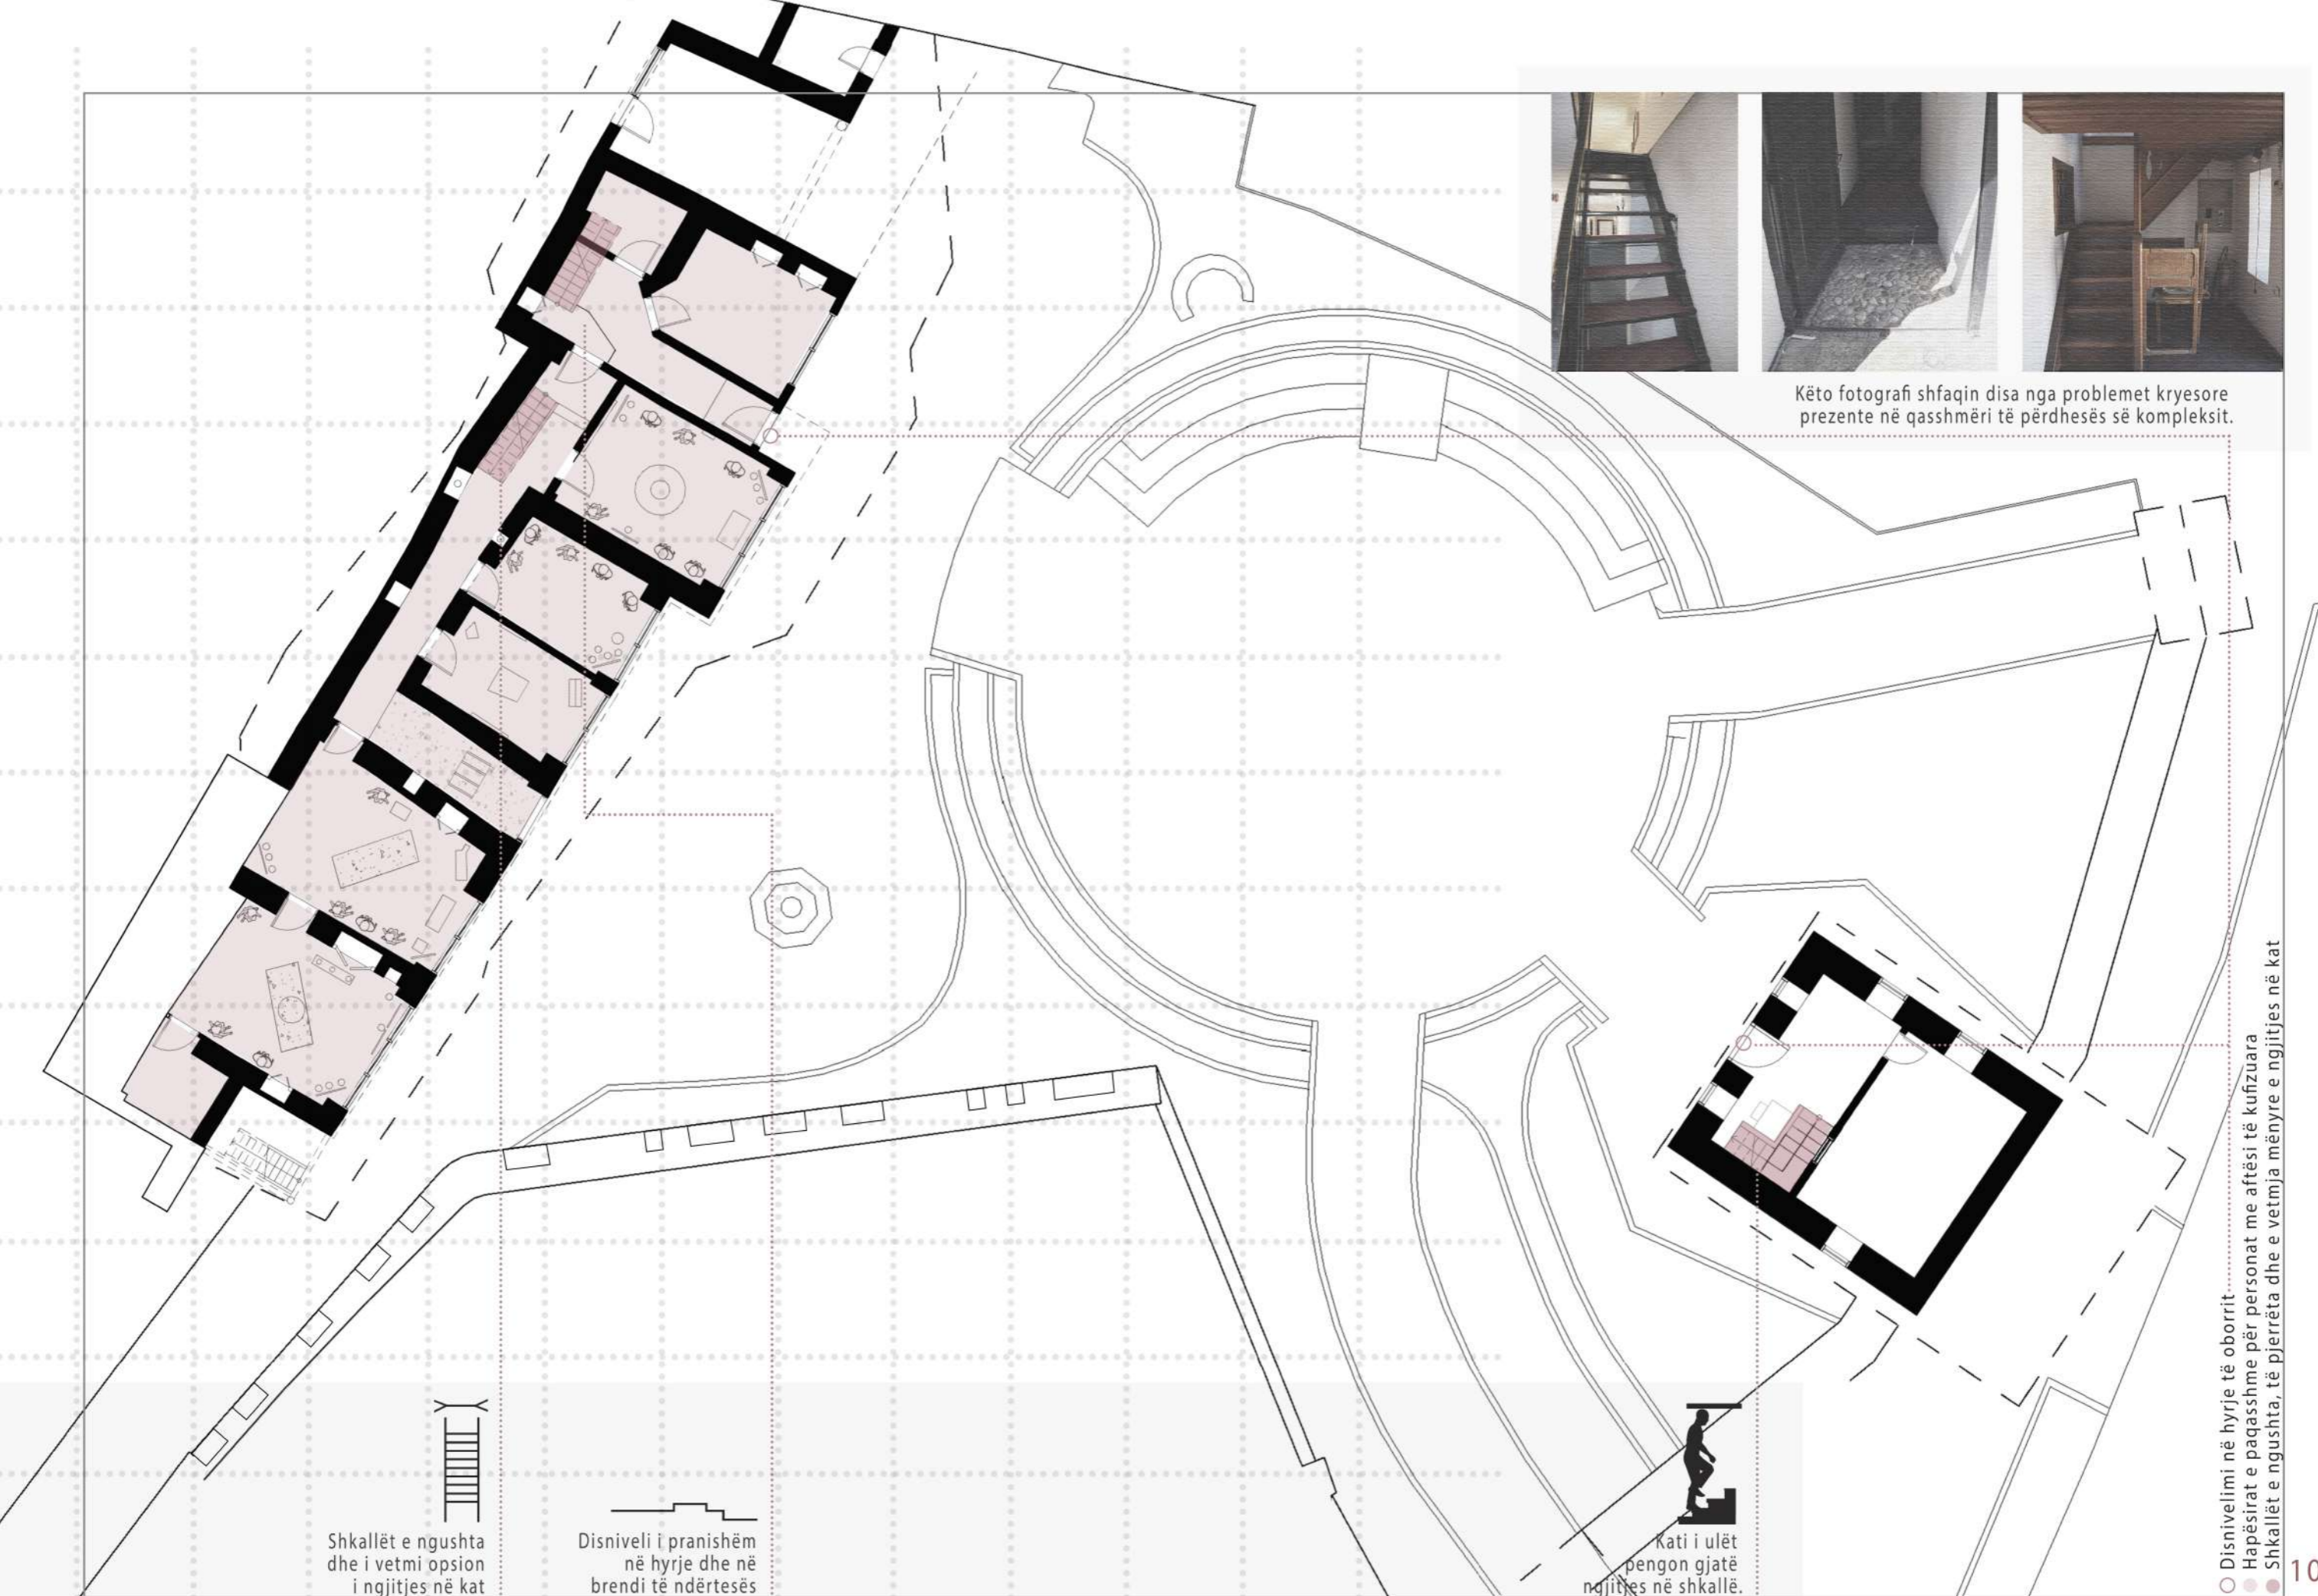 Këto fotografi shfaqin disa nga problemet kryesore
prezente në qasshmëri të përdhesës së kompleksit.
Shkallët e ngushta
dhe i vetmi opsion
i ngjitjes në kat
Disniveli i pranishëm
në hyrje dhe në
brendi të ndërtesës
Kati i ulët
pengon gjatë
ngjitjes në shkallë.
Disnivelimi në hyrje të oborrit
Hapësirat e paqasshme për personat me aftësi të kufizuara
Shkallët e ngushta, të pjerrëta dhe e vetmja mënyre e ngjitjes në kat
10